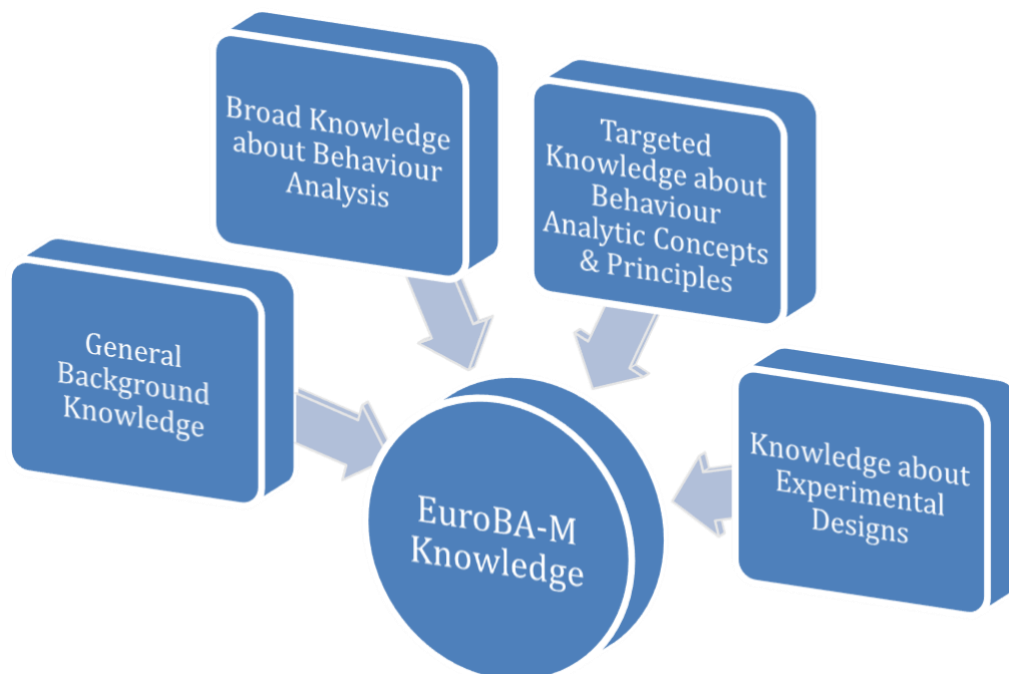 Broad Knowledge
about Behaviour
Analysis
Targeted
Knowledge about
Behaviour
Analytic Concepts
& Principles
General
Background
Knowledge
Knowledge about
Experimental
Designs
EuroBA-M
Knowledge